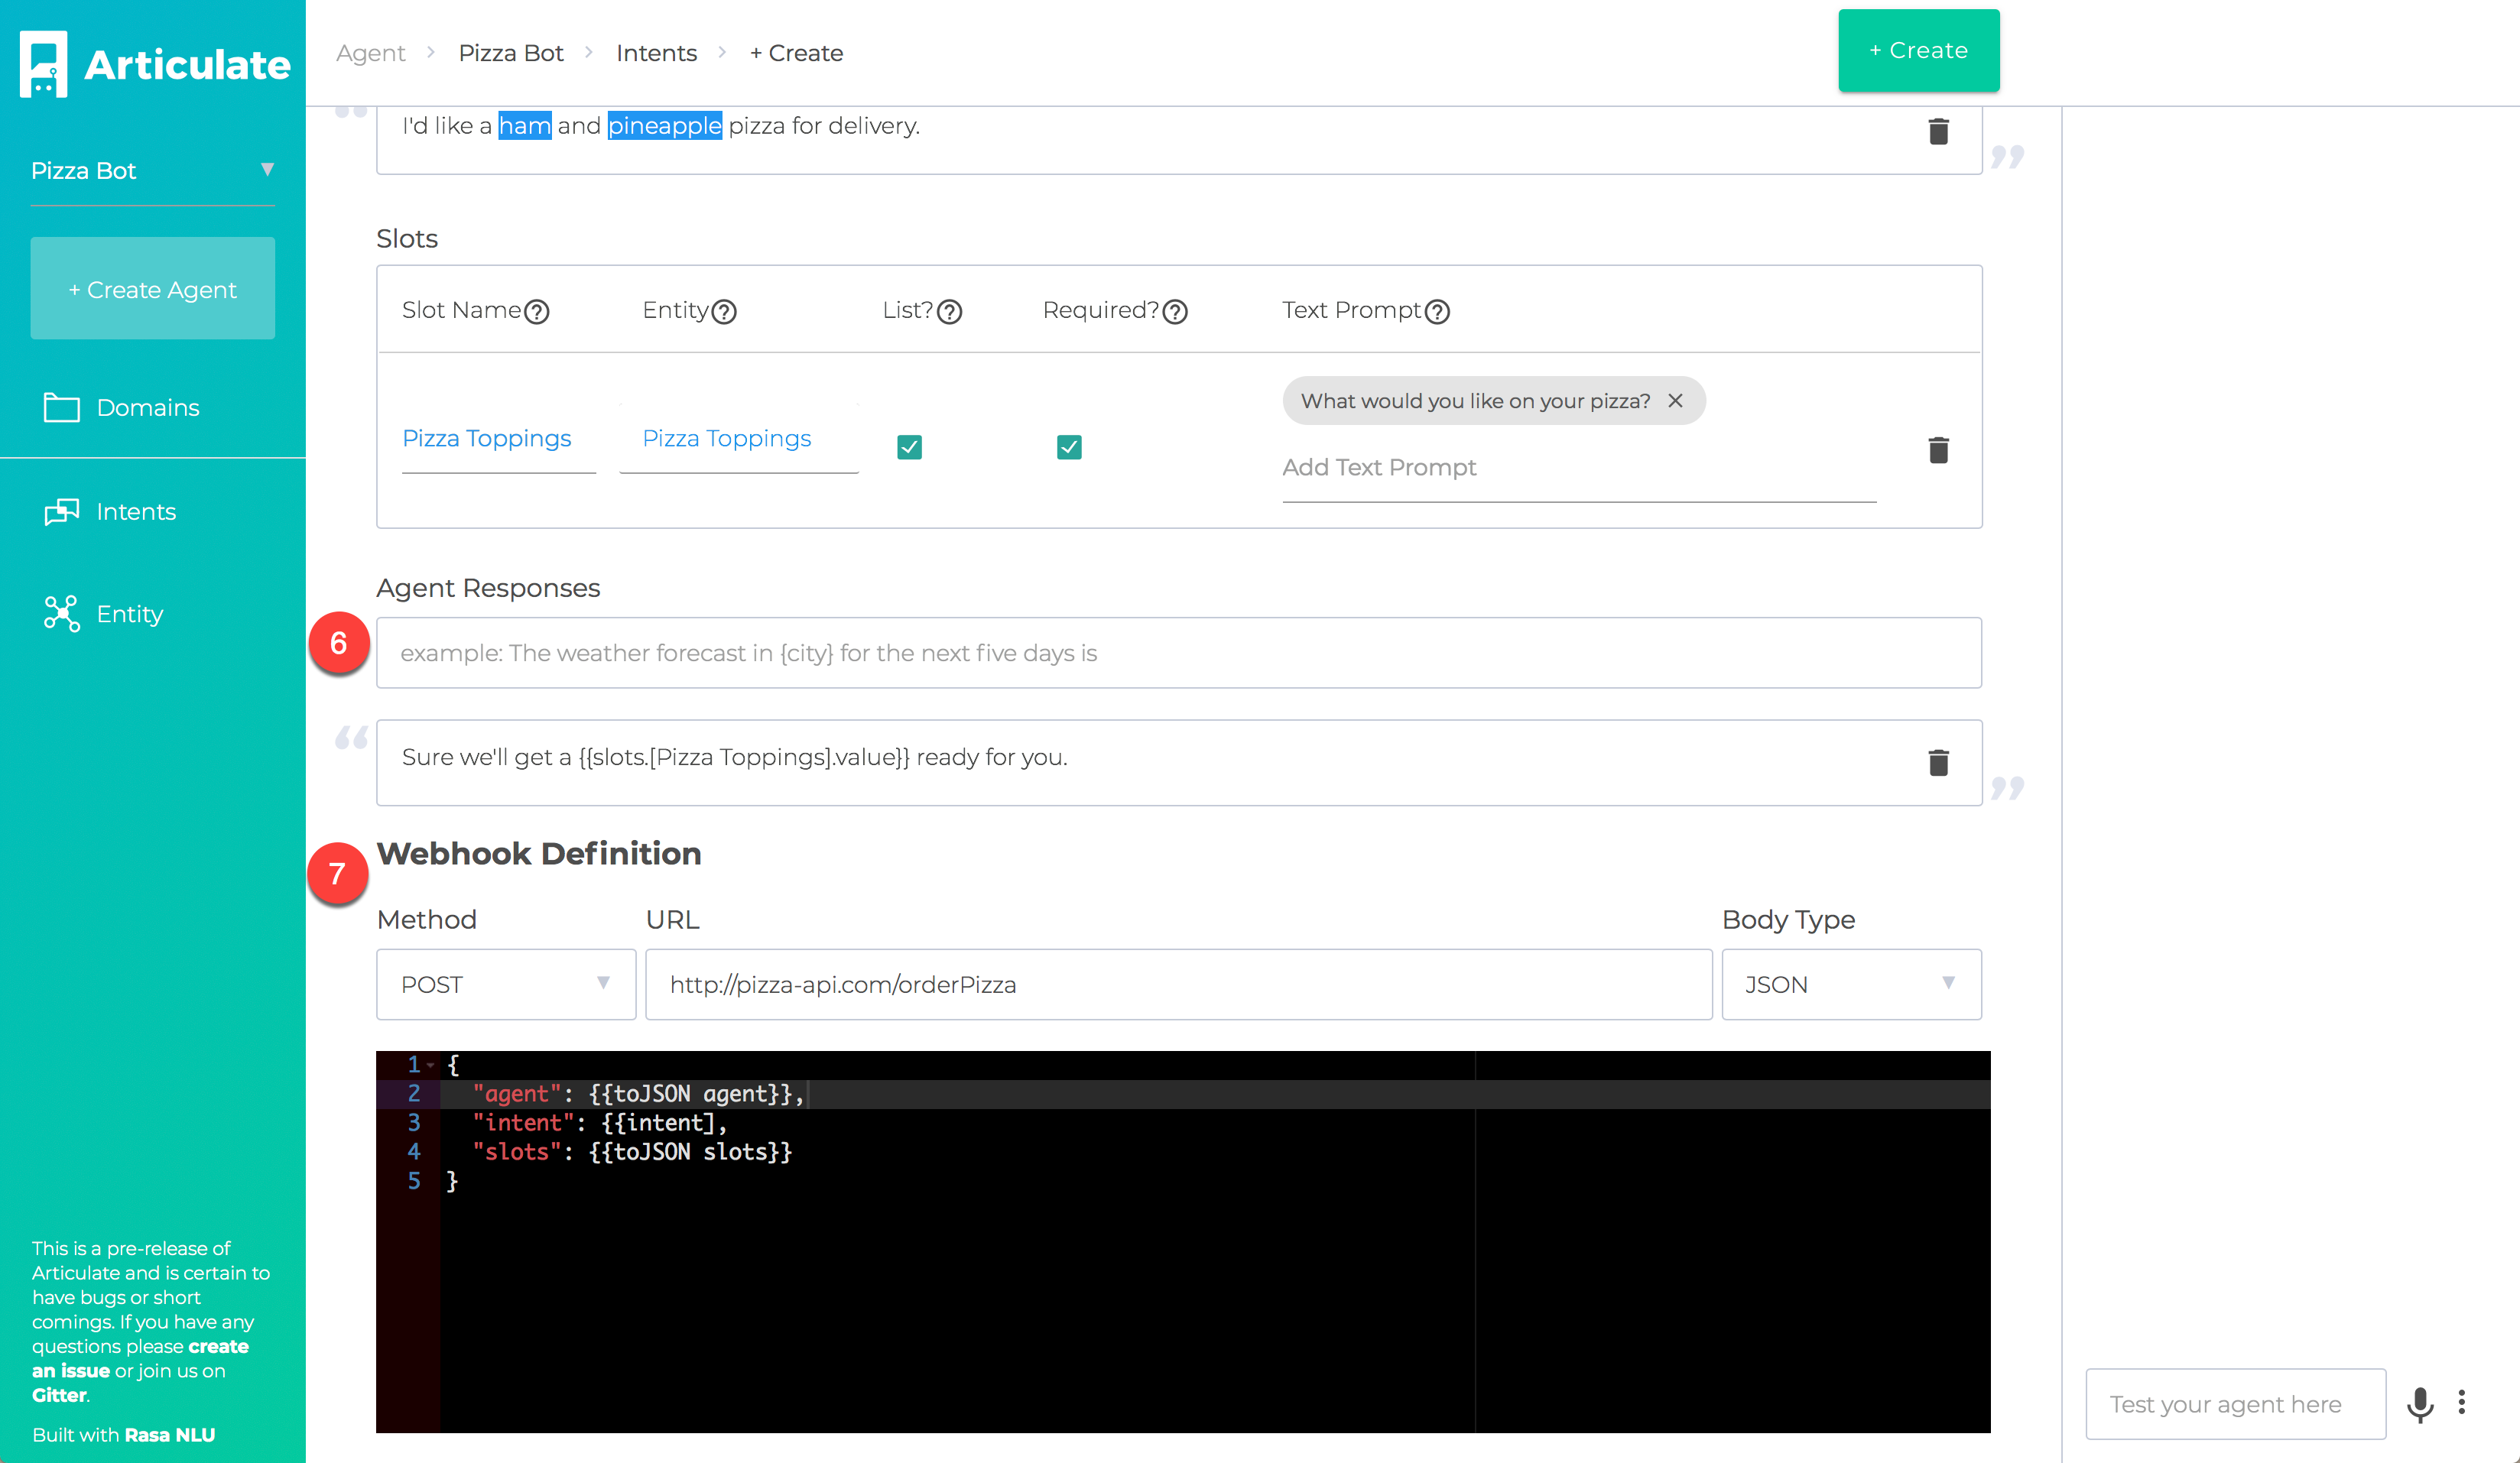 Articulate
Agent > Pizza Bot > Intents > + Create
+ Create
Pizza Bot
+ Create Agent
Domains
Intents
Entity
This is a pre-release of
Articulate and is certain to
have bugs or short
comings. If you have any
questions please create
an issue or join us on
Gitter.
Built with Rasa NLU
I'd like a ham and pineapple pizza for delivery.
Slots
Slot Name? Entity? List?? Required?? Text Prompt?
What would you like on your pizza? ×
Pizza Toppings Pizza Toppings
Add Text Prompt
Agent Responses
6
example: The weather forecast in {city} for the next five days is
Sure we'll get a {{slots.[Pizza Toppings].value}} ready for you.
7
Webhook Definition
Method URL Body Type
POST http://pizza-api.com/orderPizza JSON
1 {
2 "agent": {{toJSON agent}},
3 "intent": {{intent],
4 "slots": {{toJSON slots}}
5 }
Test your agent here